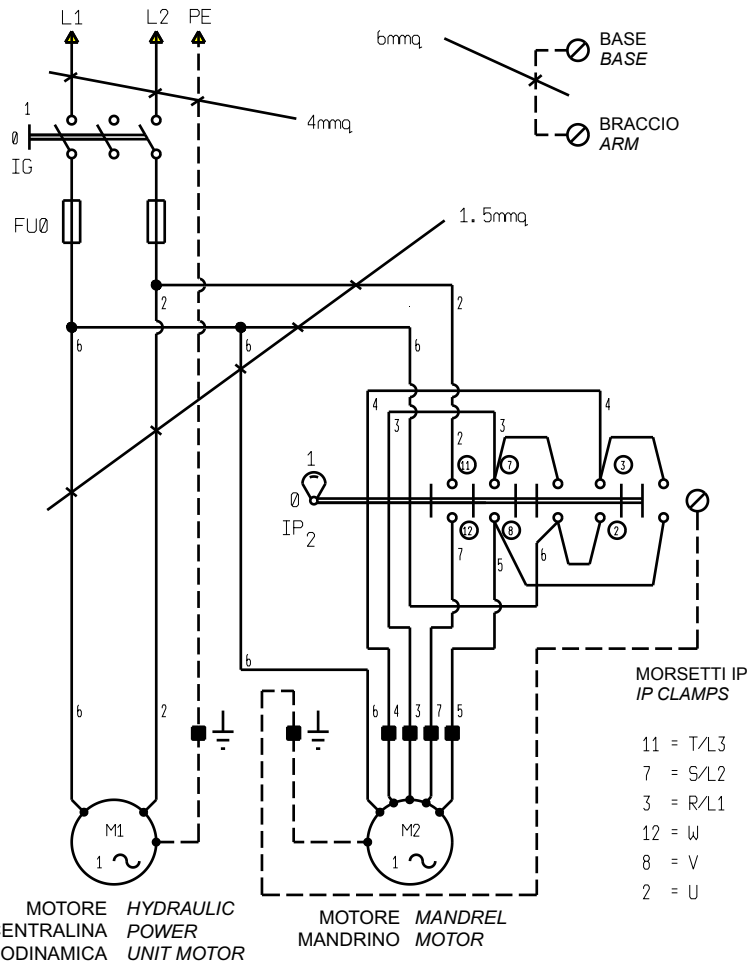 L1 L2 PE
6mmq
BASE
BASE
BRACCIO
ARM
1
0
IG
4mmq
FU0
1.5mmq
2
2
6
6
6
4
4
3
3
2
1
0
IP2
11
7
3
12
8
2
7
5
6
6
6
2
6
4
3
7
5
MORSETTI IP
IP CLAMPS
11 = T/L3
7 = S/L2
3 = R/L1
12 = W
8 = V
2 = U
M1
1
M2
1
MOTORE HYDRAULIC
CENTRALINA POWER
ODINAMICA UNIT MOTOR
MOTORE MANDREL
MANDRINO MOTOR